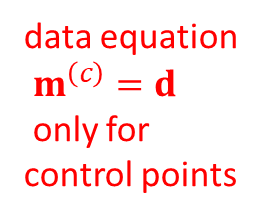 data equation
m⁽ᶜ⁾ = d
only for
control points